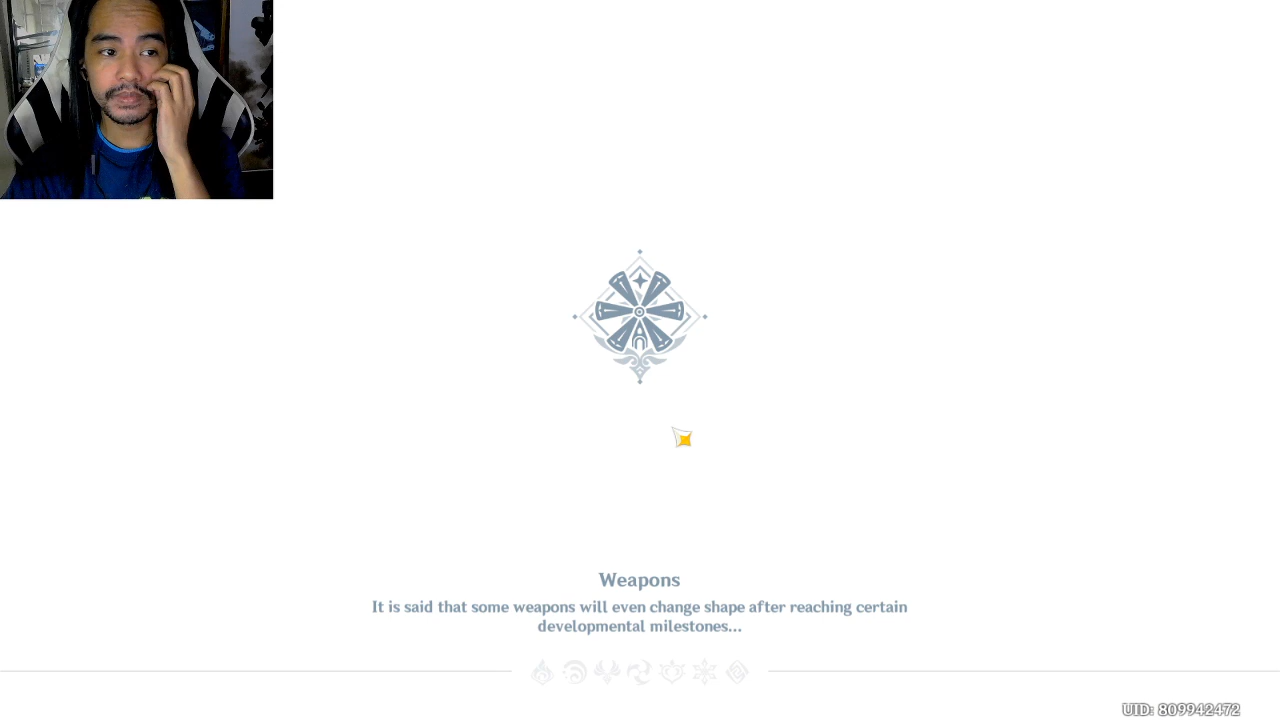 Weapons
It is said that some weapons will even change shape after reaching certain
developmental milestones...
UID: 809942472